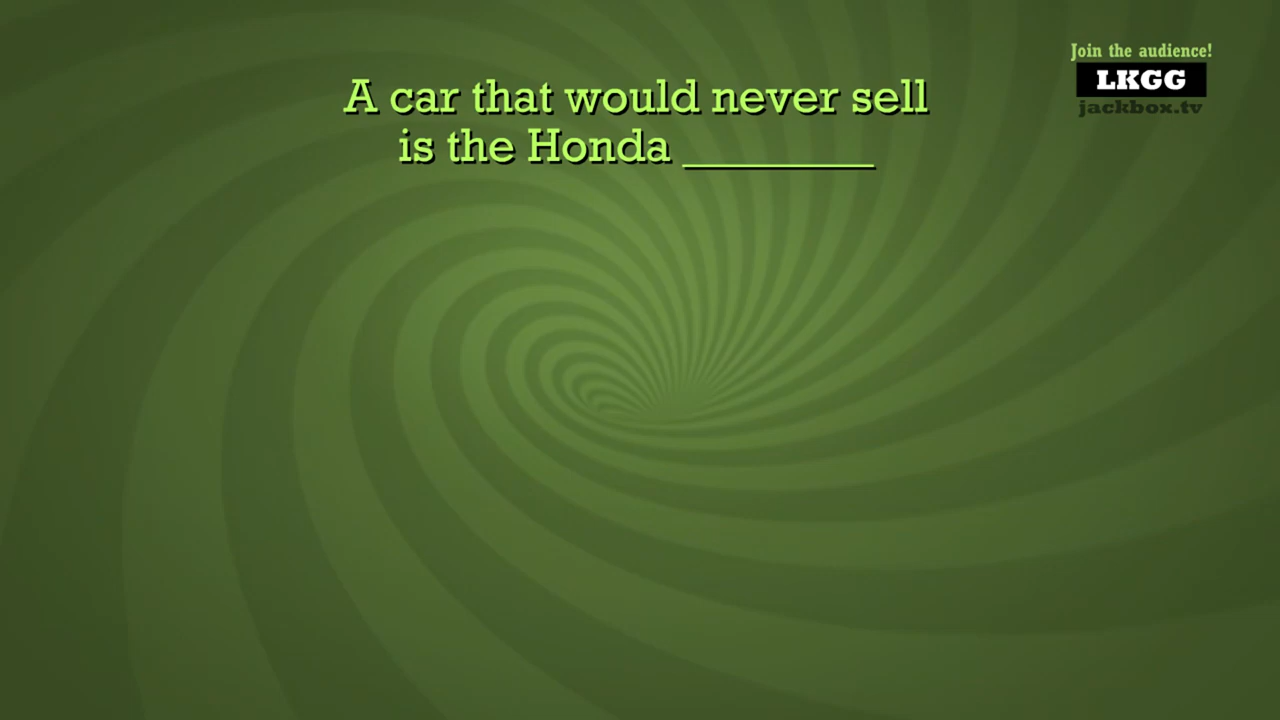 Join the audience!
LKGG
jackbox.tv
A car that would never sell
is the Honda ________